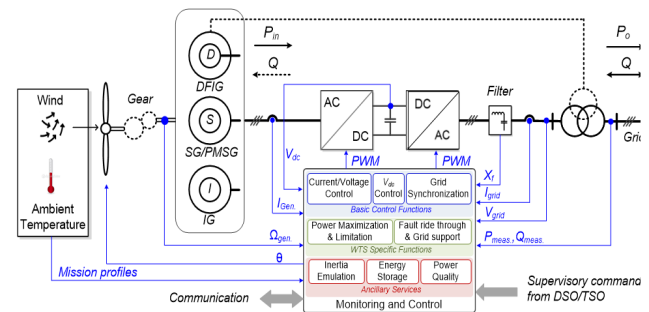 Wind
Ambient
Temperature
Gear
D
DFIG
S
SG/PMSG
I
IG
P_in
Q
AC
DC
DC
AC
Filter
P_o
Q
Grid
V_dc
PWM
PWM
X_f
I_Gen.
I_grid
V_grid
Ω_gen.
P_meas., Q_meas.
θ
Mission profiles
Current/Voltage
Control
V_dc
Control
Grid
Synchronization
Basic Control Functions
Power Maximization
& Limitation
Fault ride through
& Grid support
WTS Specific Functions
Inertia
Emulation
Energy
Storage
Power
Quality
Ancillary Services
Monitoring and Control
Communication
Supervisory command
from DSO/TSO